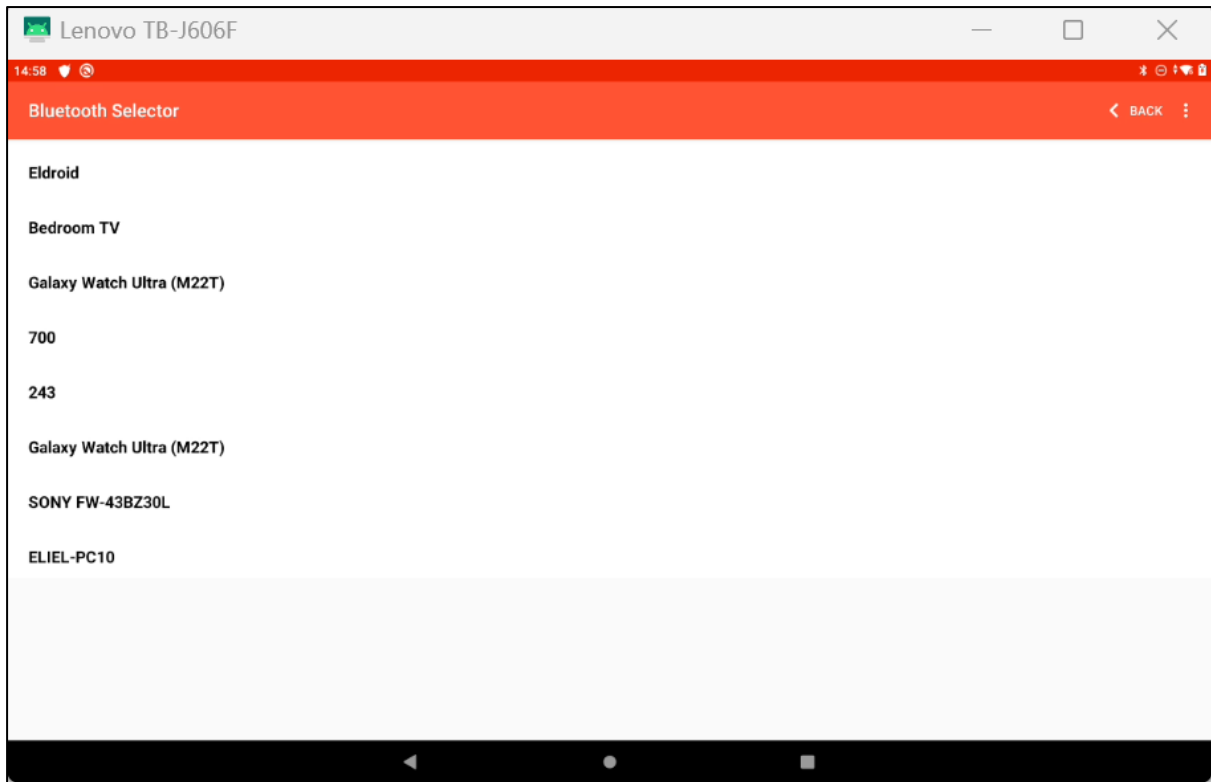 Lenovo TB-J606F
14:58
Bluetooth Selector
BACK
Eldroid
Bedroom TV
Galaxy Watch Ultra (M22T)
700
243
Galaxy Watch Ultra (M22T)
SONY FW-43BZ30L
ELIEL-PC10